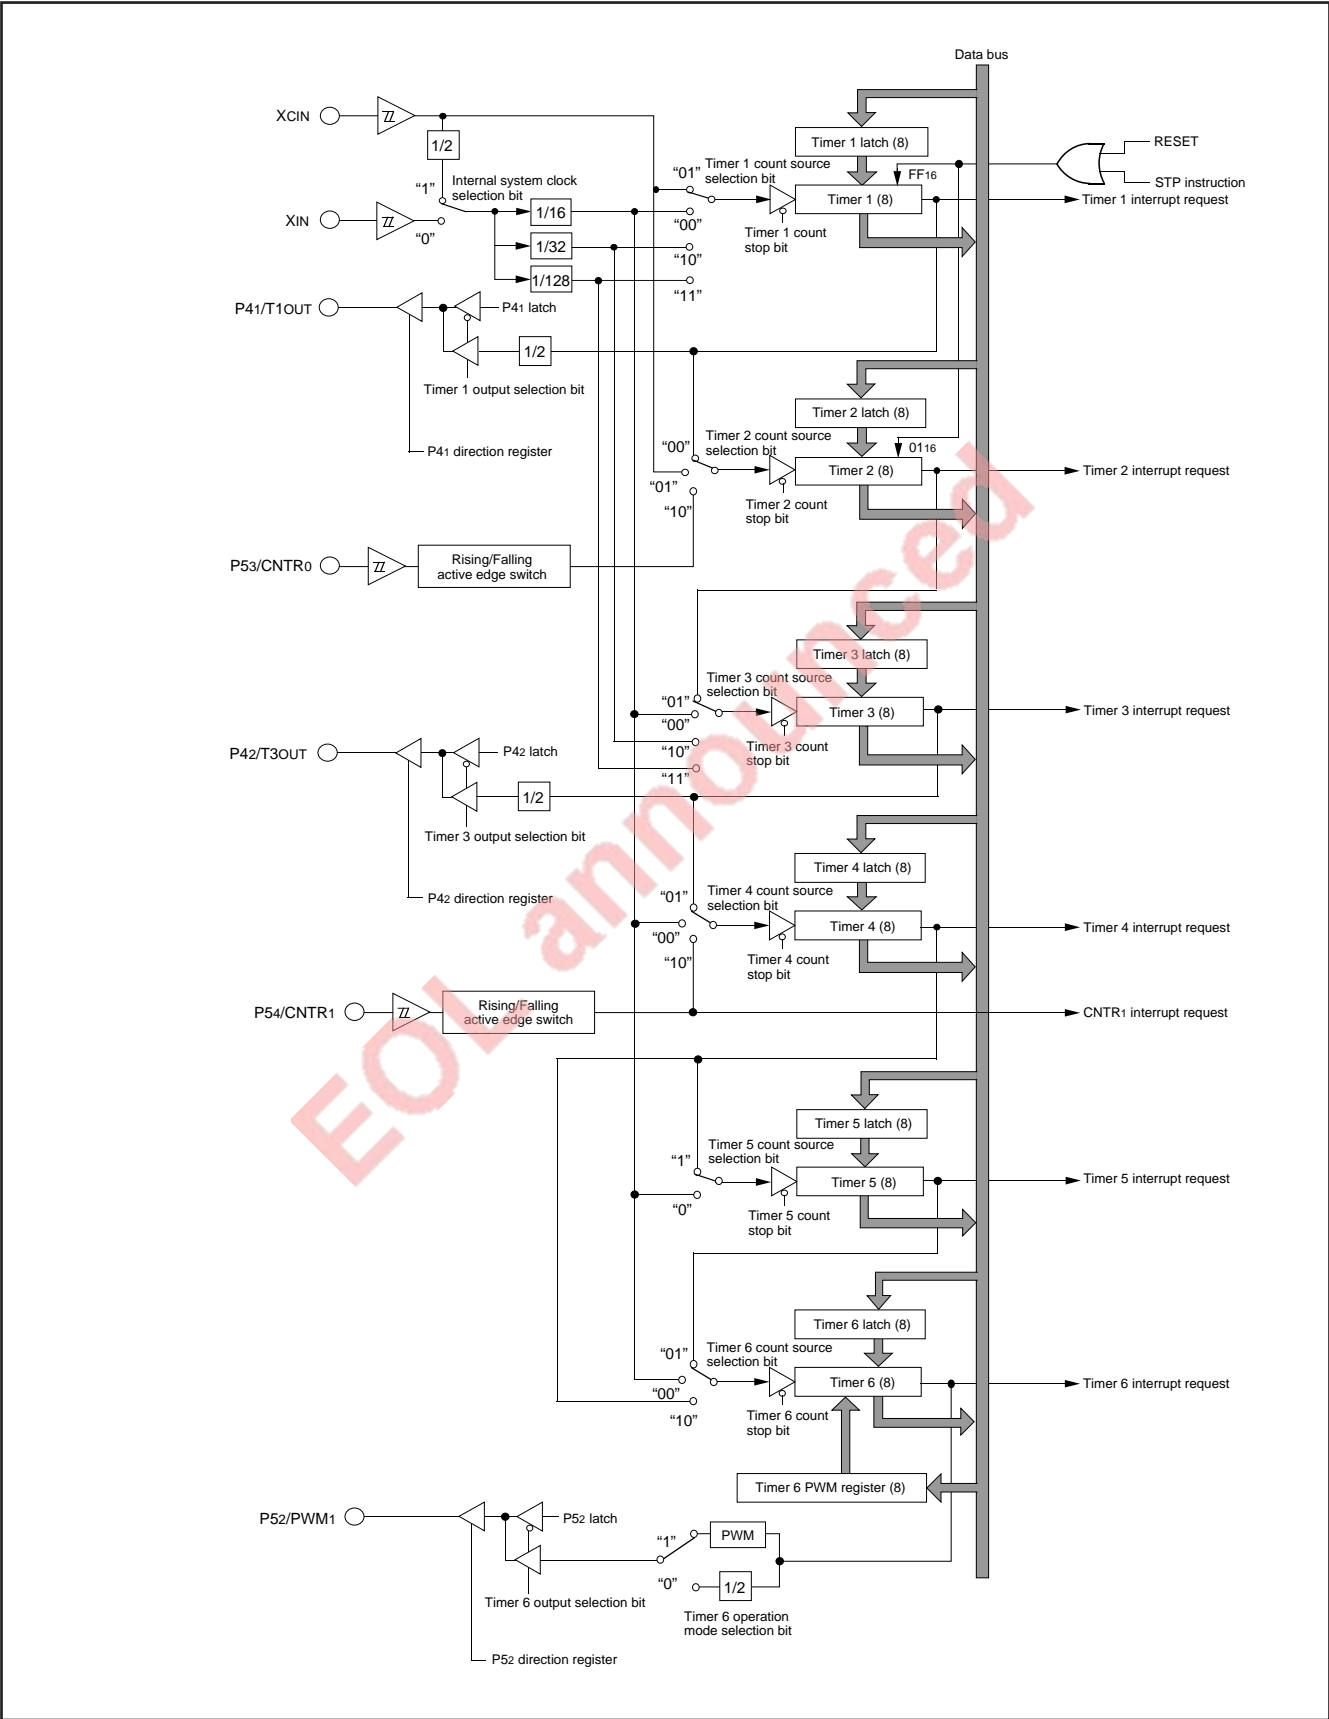 Data bus
XCIN
1/2
Timer 1 latch (8)
RESET
STP instruction
“01”
Timer 1 count source
selection bit
FF16
“1”
Internal system clock
selection bit
Timer 1 (8)
Timer 1 interrupt request
XIN
“0”
1/16
“00”
Timer 1 count
stop bit
1/32
“10”
1/128
“11”
P41/T1OUT
P41 latch
1/2
Timer 1 output selection bit
P41 direction register
Timer 2 latch (8)
“00”
Timer 2 count source
selection bit
0116
Timer 2 (8)
Timer 2 interrupt request
“01”
“10”
Timer 2 count
stop bit
P53/CNTR0
Rising/Falling
active edge switch
Timer 3 latch (8)
Timer 3 count source
selection bit
“01”
Timer 3 (8)
Timer 3 interrupt request
“00”
“10”
Timer 3 count
stop bit
“11”
P42/T3OUT
P42 latch
1/2
Timer 3 output selection bit
P42 direction register
Timer 4 latch (8)
“01”
Timer 4 count source
selection bit
Timer 4 (8)
Timer 4 interrupt request
“00”
“10”
Timer 4 count
stop bit
P54/CNTR1
Rising/Falling
active edge switch
CNTR1 interrupt request
Timer 5 latch (8)
“1”
Timer 5 count source
selection bit
Timer 5 (8)
Timer 5 interrupt request
“0”
Timer 5 count
stop bit
Timer 6 latch (8)
“01”
Timer 6 count source
selection bit
Timer 6 (8)
Timer 6 interrupt request
“00”
“10”
Timer 6 count
stop bit
Timer 6 PWM register (8)
P52/PWM1
P52 latch
“1”
PWM
“0”
1/2
Timer 6 output selection bit
Timer 6 operation
mode selection bit
P52 direction register
EOL announced